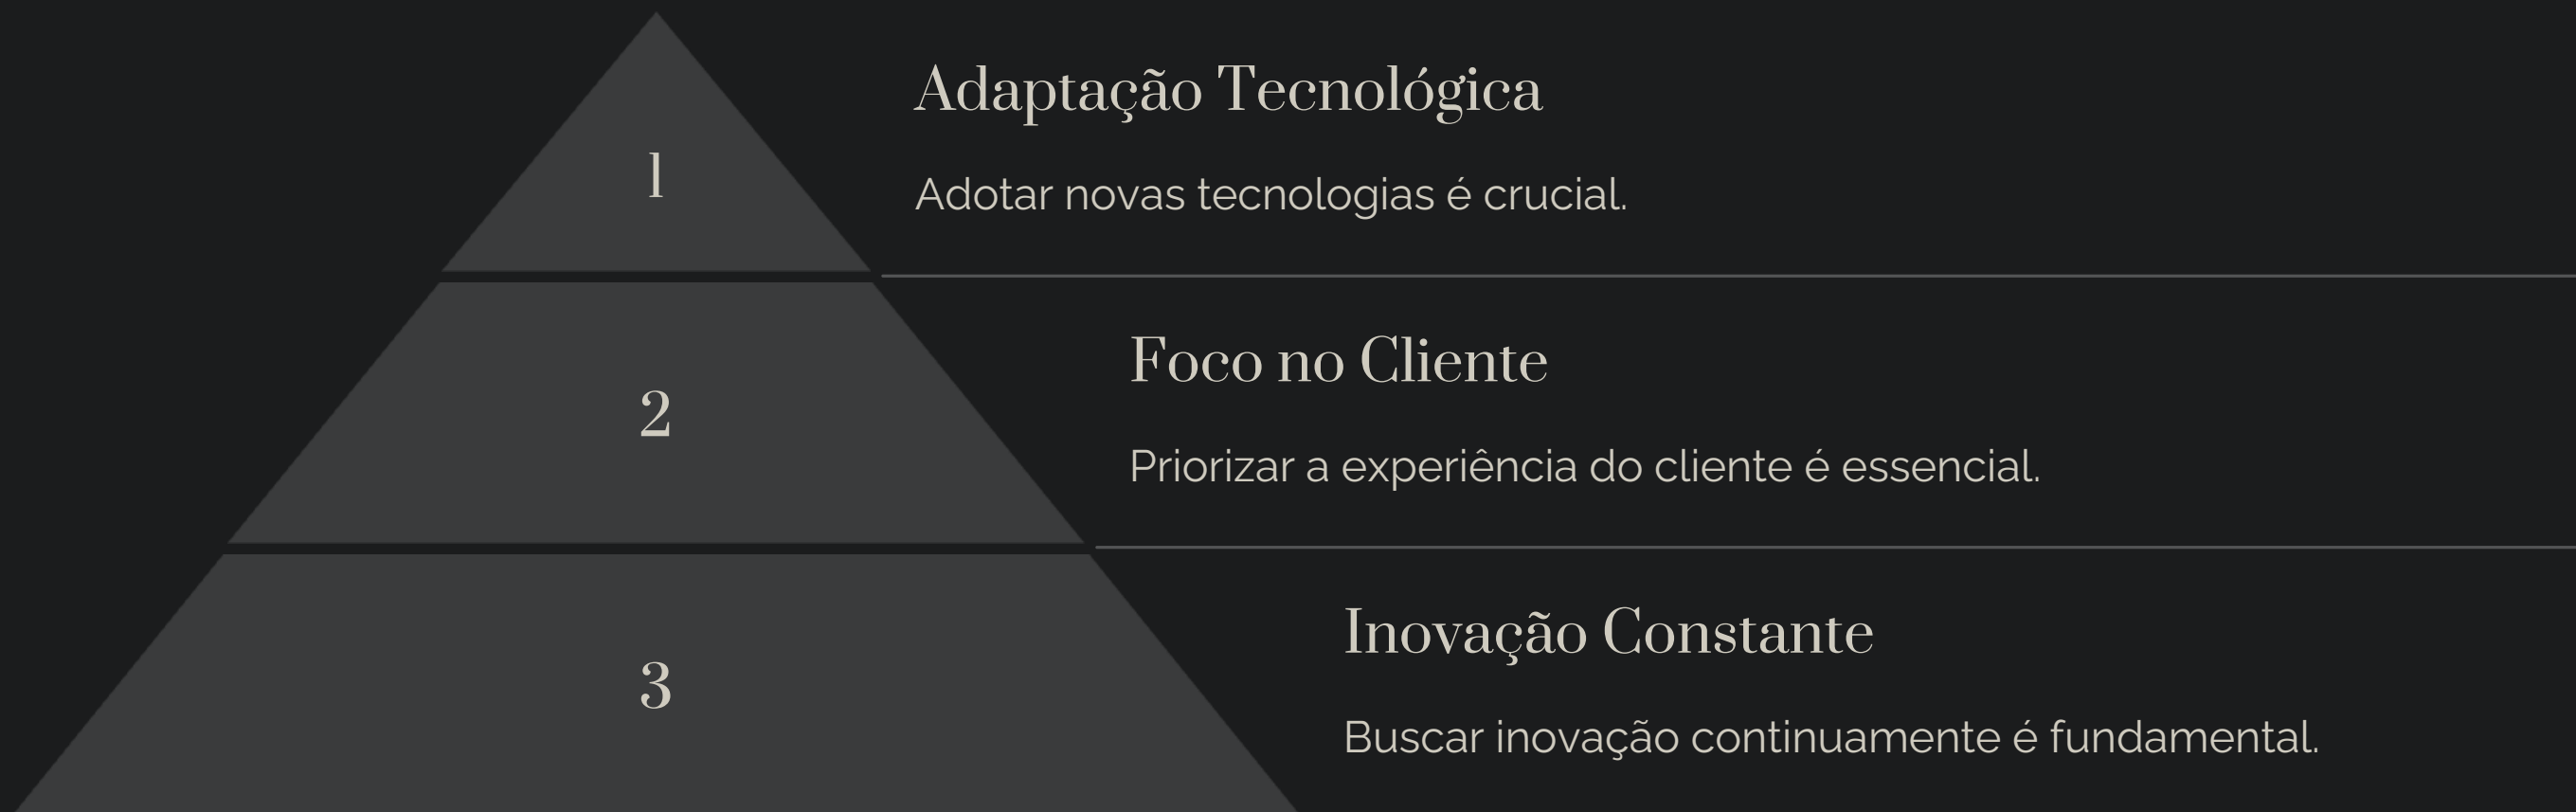 1
Adaptação Tecnológica
Adotar novas tecnologias é crucial.
2
Foco no Cliente
Priorizar a experiência do cliente é essencial.
3
Inovação Constante
Buscar inovação continuamente é fundamental.